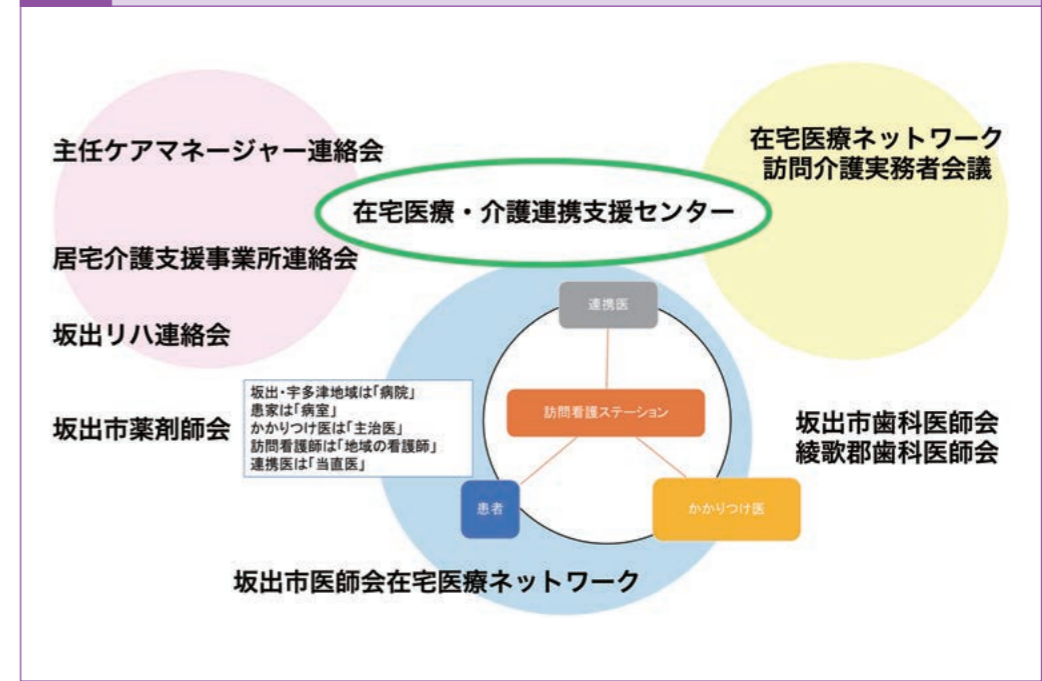 主任ケアマネージャー連絡会
在宅医療ネットワーク
訪問介護実務者会議
在宅医療・介護連携支援センター
居宅介護支援事業所連絡会
連携医
坂出リハ連絡会
坂出・宇多津地域は「病院」
患家は「病室」
かかりつけ医は「主治医」
訪問看護師は「地域の看護師」
連携医は「当直医」
訪問看護ステーション
坂出市薬剤師会
坂出市歯科医師会
綾歌郡歯科医師会
患者
かかりつけ医
坂出市医師会在宅医療ネットワーク